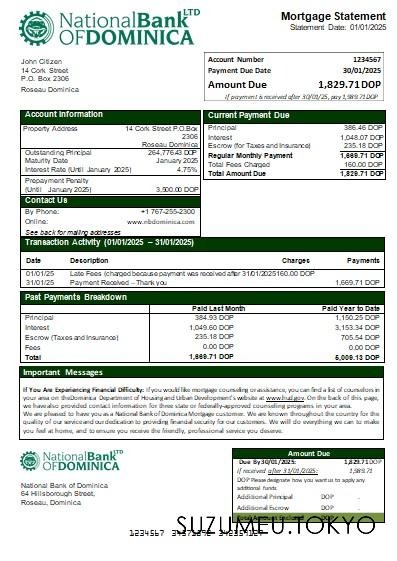 NationalBank LTD
OF DOMINICA
Mortgage Statement
Statement Date: 01/01/2025
John Citizen
14 Cork Street
P.O. Box 2306
Roseau Dominica
Account Number 1234567
Payment Due Date 30/01/2025
Amount Due 1,829.71DOP
If payment is received after 30/01/25, pay 1,989.71DOP
Account Information
Property Address 14 Cork Street P.O.Box
2306
Roseau Dominica
Outstanding Principal 264,776.43 DOP
Maturity Date January 2025
Interest Rate (Until January 2025) 4.75%
Prepayment Penalty
(Until January 2025) 3,500.00 DOP
Contact Us
By Phone: +1 767-255-2300
Online: www.nbdominica.com
See back for mailing addresses
Current Payment Due
Principal 386.46 DOP
Interest 1,048.07 DOP
Escrow (for Taxes and Insurance) 235.18 DOP
Regular Monthly Payment 1,669.71 DOP
Total Fees Charged 160.00 DOP
Total Amount Due 1,829.71 DOP
Transaction Activity (01/01/2025 – 31/01/2025)
Date Description Charges Payments
01/01/25 Late Fees (charged because payment was received after 31/01/2025160.00 DOP
31/01/25 Payment Received – Thank you 1,669.71 DOP
Past Payments Breakdown
Paid Last Month Paid Year to Date
Principal 384.93 DOP 1,150.25 DOP
Interest 1,049.60 DOP 3,153.34 DOP
Escrow (Taxes and Insurance) 235.18 DOP 705.54 DOP
Fees 0.00 DOP 0.00 DOP
Total 1,669.71 DOP 5,009.13 DOP
Important Messages
If You Are Experiencing Financial Difficulty: If you would like mortgage counseling or assistance, you can find a list of counselors in
your area on the Dominica Department of Housing and Urban Development's website at www.hud.gov. On the back of this page,
we have also provided contact information for three state or federally-approved counseling programs in your area.
We are pleased to have you as a National Bank of Dominica Mortgage customer. We are known throughout the country for the
quality of our service and our dedication to providing financial security for our customers. We will do everything we can to make
you feel at home, and to ensure you receive the friendly, professional service you deserve.
NationalBank LTD
OF DOMINICA
National Bank of Dominica
64 Hillsborough Street,
Roseau, Dominica
Amount Due
Due By 30/01/2025: 1,829.71DOP
If received after 31/01/2025: 1,989.71
DOP Please designate how you want us to apply any
additional funds.
Additional Principal DOP
Additional Escrow DOP
Total Amount Enclosed DOP
SUZUMEU.TOKYO
1234567